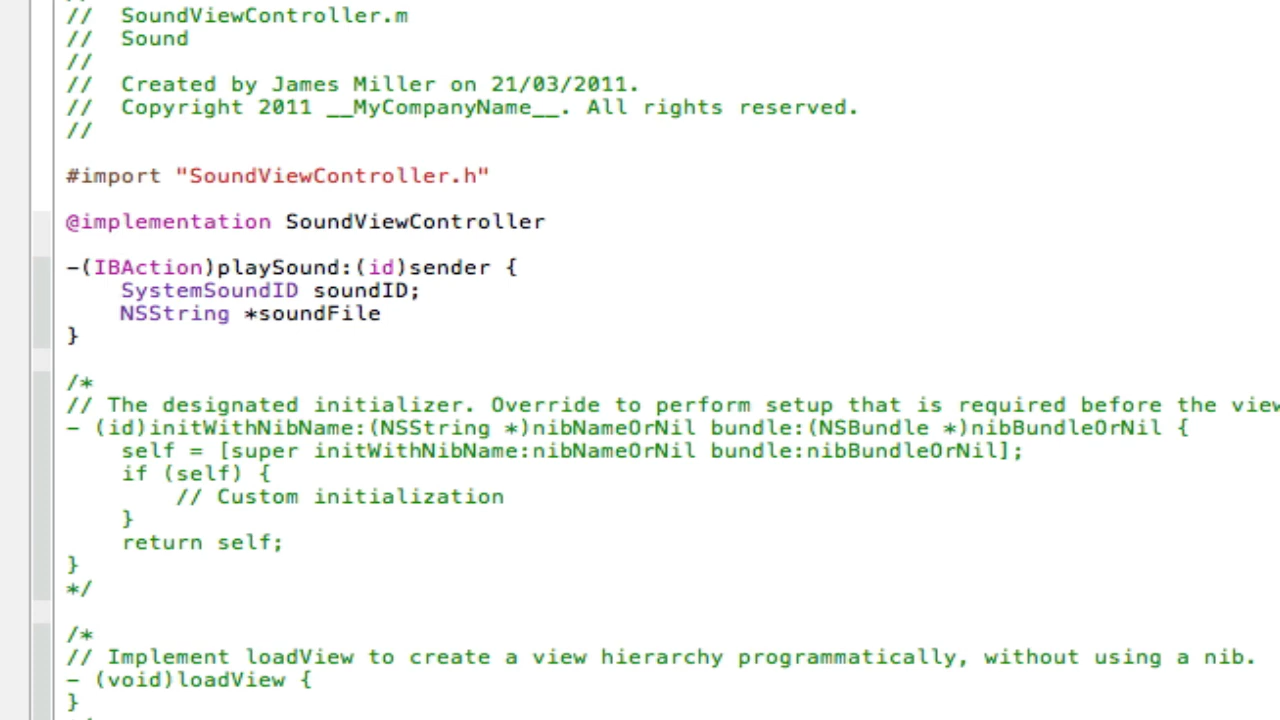 //  SoundViewController.m
//  Sound
//
//  Created by James Miller on 21/03/2011.
//  Copyright 2011 __MyCompanyName__. All rights reserved.
//
#import "SoundViewController.h"
@implementation SoundViewController
-(IBAction)playSound:(id)sender {
    SystemSoundID soundID;
    NSString *soundFile
}
/*
// The designated initializer. Override to perform setup that is required before the view
- (id)initWithNibName:(NSString *)nibNameOrNil bundle:(NSBundle *)nibBundleOrNil {
    self = [super initWithNibName:nibNameOrNil bundle:nibBundleOrNil];
    if (self) {
        // Custom initialization
    }
    return self;
}
*/
/*
// Implement loadView to create a view hierarchy programmatically, without using a nib.
- (void)loadView {
}